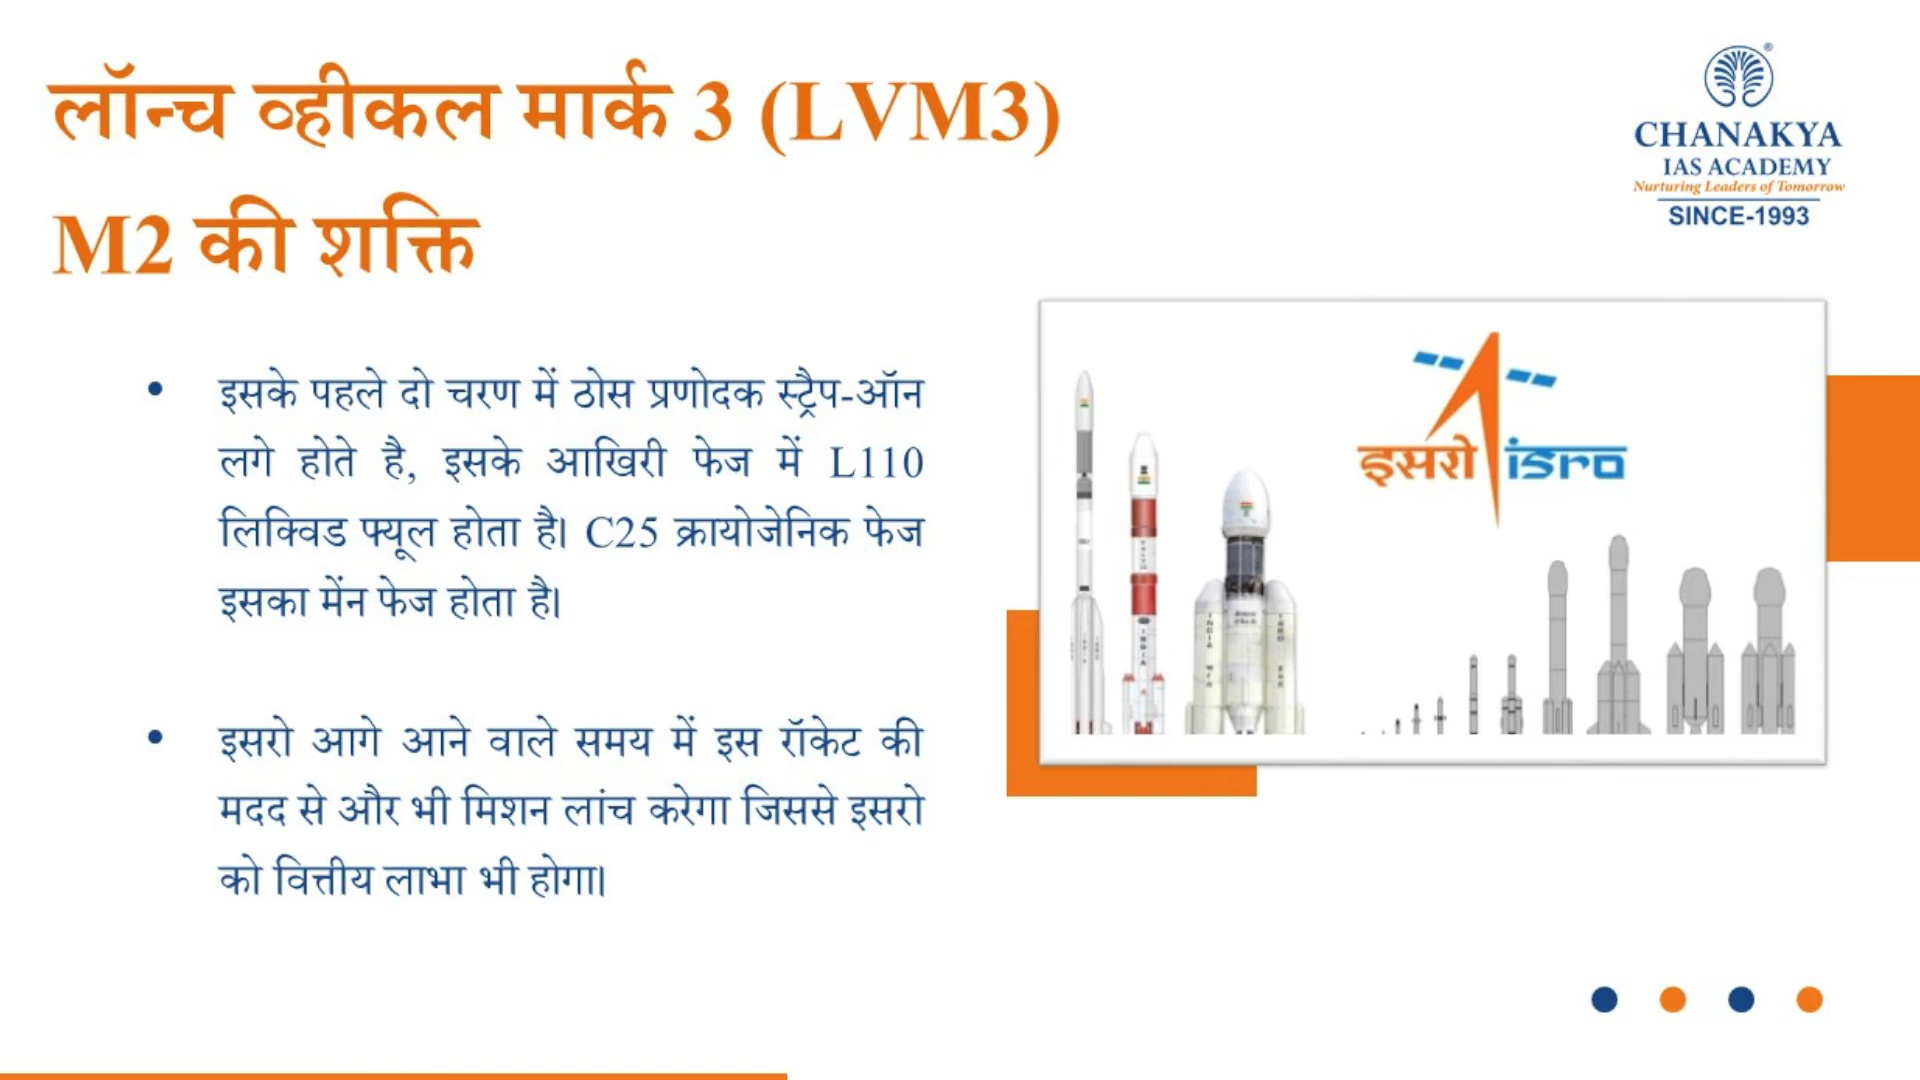 लॉन्च व्हीकल मार्क 3 (LVM3)
M2 की शक्ति
CHANAKYA
IAS ACADEMY
Nurturing Leaders of Tomorrow
SINCE-1993
• इसके पहले दो चरण में ठोस प्रणोदक स्ट्रैप-ऑन
लगे होते है, इसके आखिरी फेज में L110
लिक्विड फ्यूल होता है। C25 क्रायोजेनिक फेज
इसका मेंन फेज होता है।
• इसरो आगे आने वाले समय में इस रॉकेट की
मदद से और भी मिशन लांच करेगा जिससे इसरो
को वित्तीय लाभा भी होगा।
इसरो isro